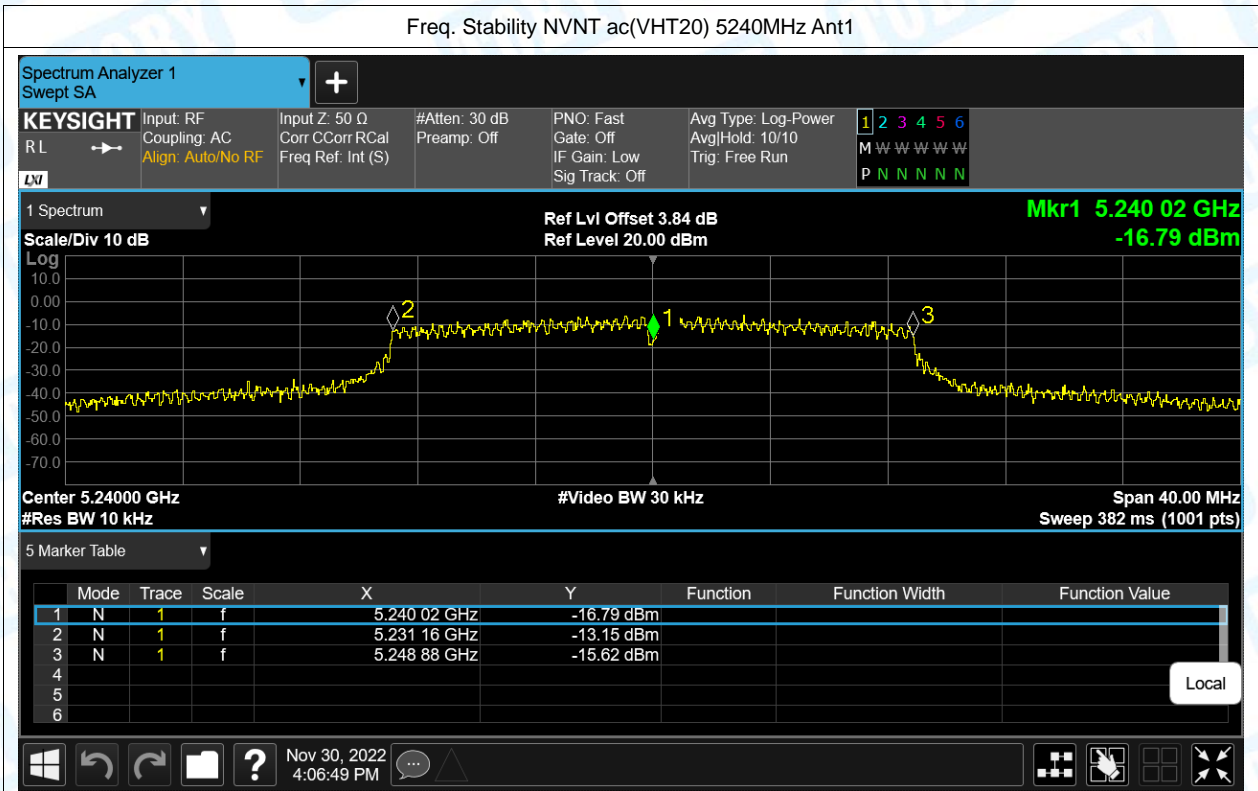 Freq. Stability NVNT ac(VHT20) 5240MHz Ant1
Spectrum Analyzer 1
Swept SA
KEYSIGHT Input: RF Input Z: 50 Ω #Atten: 30 dB PNO: Fast Avg Type: Log-Power 1 2 3 4 5 6
RL Coupling: AC Corr CCorr RCal Preamp: Off Gate: Off Avg|Hold: 10/10 M W W W W W W
Align: Auto/No RF Freq Ref: Int (S) IF Gain: Low Trig: Free Run
LXI Sig Track: Off P N N N N N N
1 Spectrum Ref Lvl Offset 3.84 dB Mkr1 5.240 02 GHz
Scale/Div 10 dB Ref Level 20.00 dBm -16.79 dBm
Log
10.0
0.00
2 1 3
-10.0
-20.0
-30.0
-40.0
-50.0
-60.0
-70.0
Center 5.24000 GHz #Video BW 30 kHz Span 40.00 MHz
#Res BW 10 kHz Sweep 382 ms (1001 pts)
5 Marker Table
Mode Trace Scale X Y Function Function Width Function Value
1 N 1 f 5.240 02 GHz -16.79 dBm
2 N 1 f 5.231 16 GHz -13.15 dBm
3 N 1 f 5.248 88 GHz -15.62 dBm
4
5
6
Local
? Nov 30, 2022
4:06:49 PM